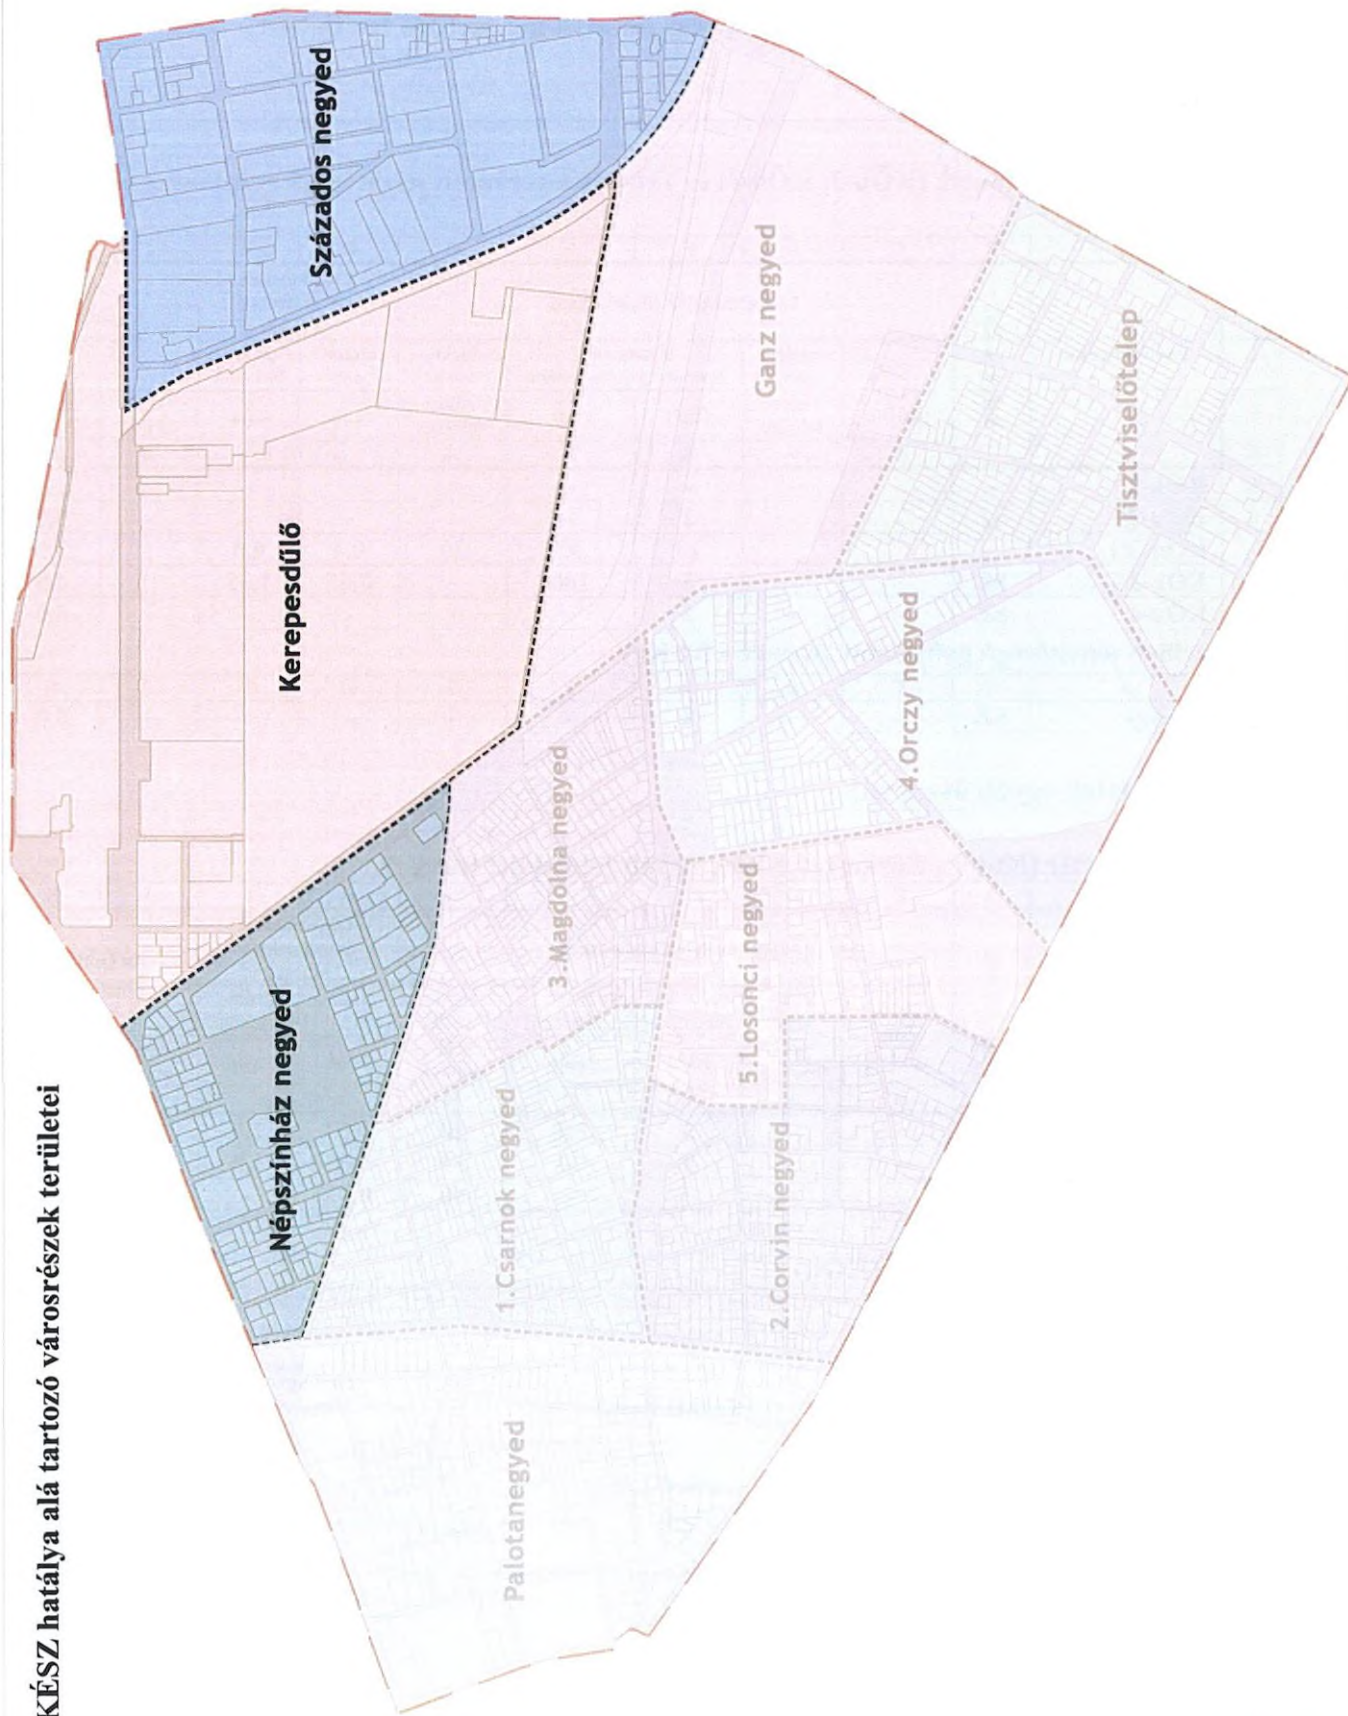 KÉSZ hatálya alá tartozó városrészek területei
Népszínház negyed
Kerepesdűlő
Százados negyed
Palotanegyed
1.Csarnok negyed
3.Magdolna negyed
Ganz negyed
2.Corvin negyed
5.Losonci negyed
4.Orczy negyed
Tisztviselőtelep